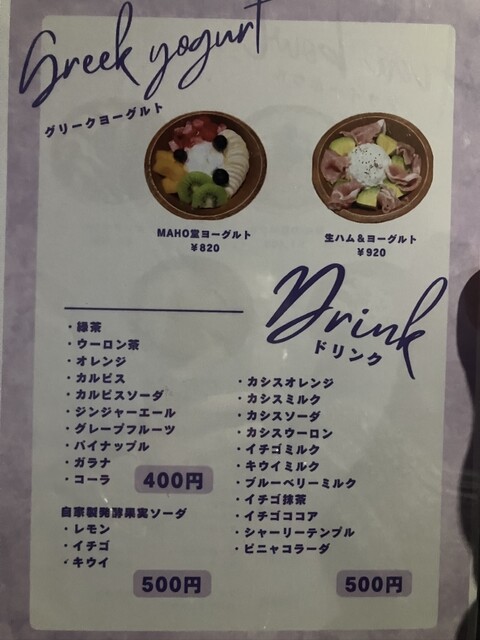 Greek yogurt
グリークヨーグルト
MAHO堂ヨーグルト
¥820
生ハム&ヨーグルト
¥920
Drink
ドリンク
・緑茶
・ウーロン茶
・オレンジ
・カルピス
・カルピスソーダ
・ジンジャーエール
・グレープフルーツ
・パイナップル
・ガラナ
・コーラ
400円
自家製発酵果実ソーダ
・レモン
・イチゴ
・キウイ
500円
・カシスオレンジ
・カシスミルク
・カシスソーダ
・カシスウーロン
・イチゴミルク
・キウイミルク
・ブルーベリーミルク
・イチゴ抹茶
・イチゴココア
・シャーリーテンプル
・ピニャコラーダ
500円